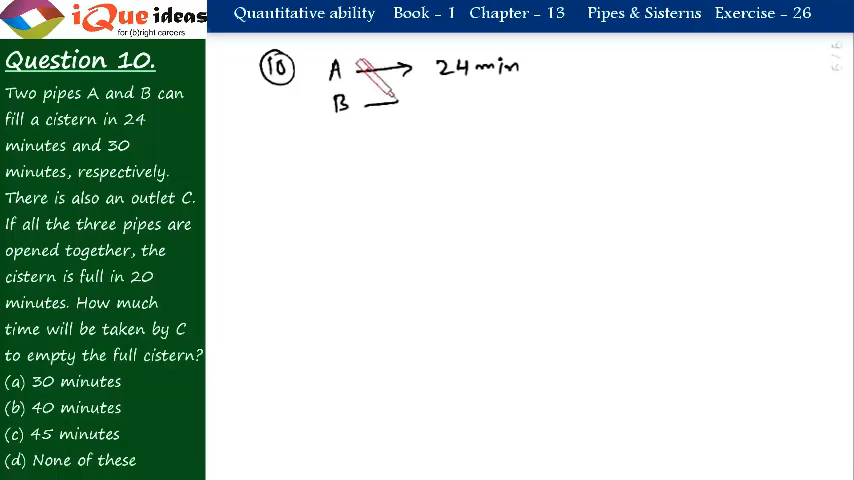 iQue ideas
for (b)right careers
Quantitative ability Book - 1 Chapter - 13 Pipes & Sisterns Exercise - 26
Question 10.
Two pipes A and B can
fill a cistern in 24
minutes and 30
minutes, respectively.
There is also an outlet C.
If all the three pipes are
opened together, the
cistern is full in 20
minutes. How much
time will be taken by C
to empty the full cistern?
(a) 30 minutes
(b) 40 minutes
(c) 45 minutes
(d) None of these
10 A → 24 min
B